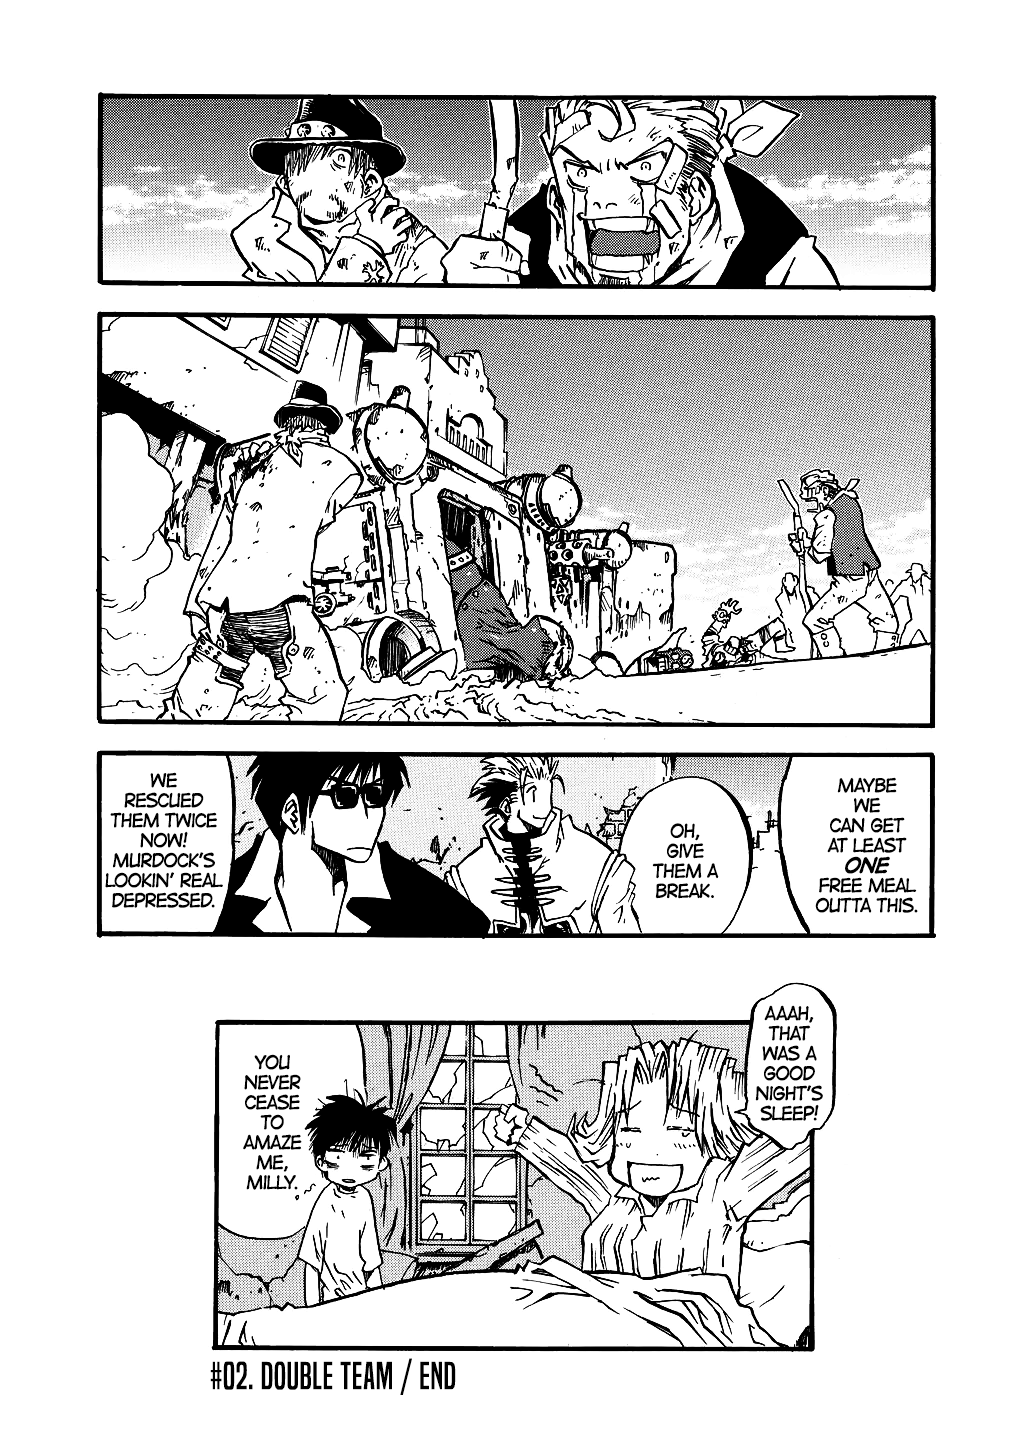 MAYBE
WE
CAN GET
AT LEAST
ONE
FREE MEAL
OUTTA THIS.
OH,
GIVE
THEM A
BREAK.
WE
RESCUED
THEM TWICE
NOW!
MURDOCK'S
LOOKIN' REAL
DEPRESSED.
AAAH,
THAT
WAS A
GOOD
NIGHT'S
SLEEP!
YOU
NEVER
CEASE
TO
AMAZE
ME,
MILLY.
#02. DOUBLE TEAM / END